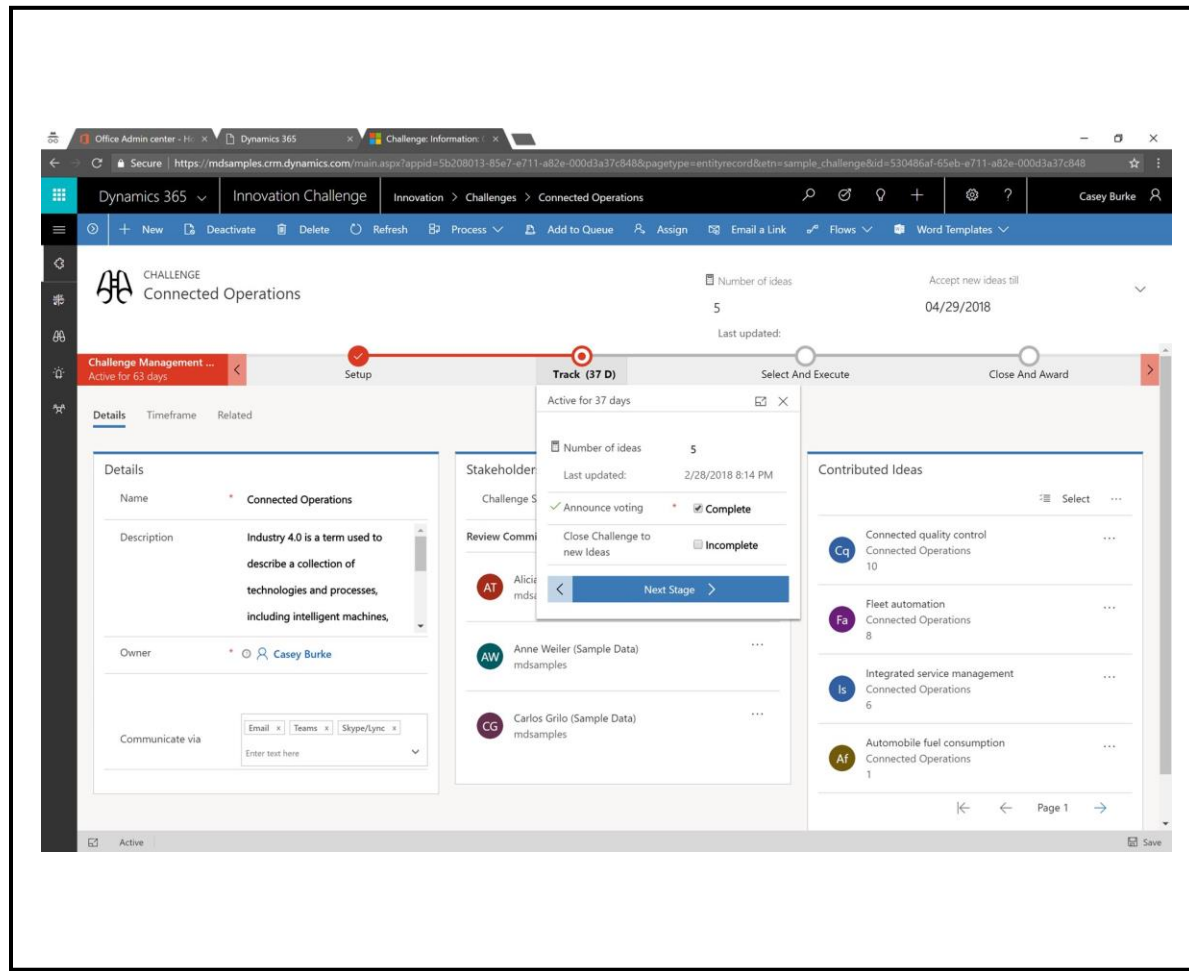 Office Admin center - Ho
Dynamics 365
Challenge: Information: C
Secure | https://mdsamples.crm.dynamics.com/main.aspx?appid=5b208013-85e7-e711-a82e-000d3a37c848&pagetype=entityrecord&etn=sample_challenge&id=530486af-65eb-e711-a82e-000d3a37c848
Dynamics 365
Innovation Challenge
Innovation > Challenges > Connected Operations
Casey Burke
New Deactivate Delete Refresh Process Add to Queue Assign Email a Link Flows Word Templates
CHALLENGE
Connected Operations
Number of ideas
5
Last updated:
Accept new ideas till
04/29/2018
Challenge Management ...
Active for 63 days
Setup
Track (37 D)
Select And Execute
Close And Award
Details Timeframe Related
Details
Name * Connected Operations
Description
Industry 4.0 is a term used to
describe a collection of
technologies and processes,
including intelligent machines,
Owner * Casey Burke
Communicate via
Email x Teams x Skype/Lync x
Enter text here
Stakeholder
Challenge S
Review Commi
AT
Alicia
mdsa
AW
Anne Weiler (Sample Data)
mdsamples
...
CG
Carlos Grilo (Sample Data)
mdsamples
...
Active for 37 days
Number of ideas 5
Last updated: 2/28/2018 8:14 PM
Announce voting * Complete
Close Challenge to
new Ideas
Incomplete
Next Stage
Contributed Ideas
Select ...
Cq
Connected quality control
Connected Operations
10
...
Fa
Fleet automation
Connected Operations
8
...
Is
Integrated service management
Connected Operations
6
...
Af
Automobile fuel consumption
Connected Operations
1
...
Page 1
Active
Save